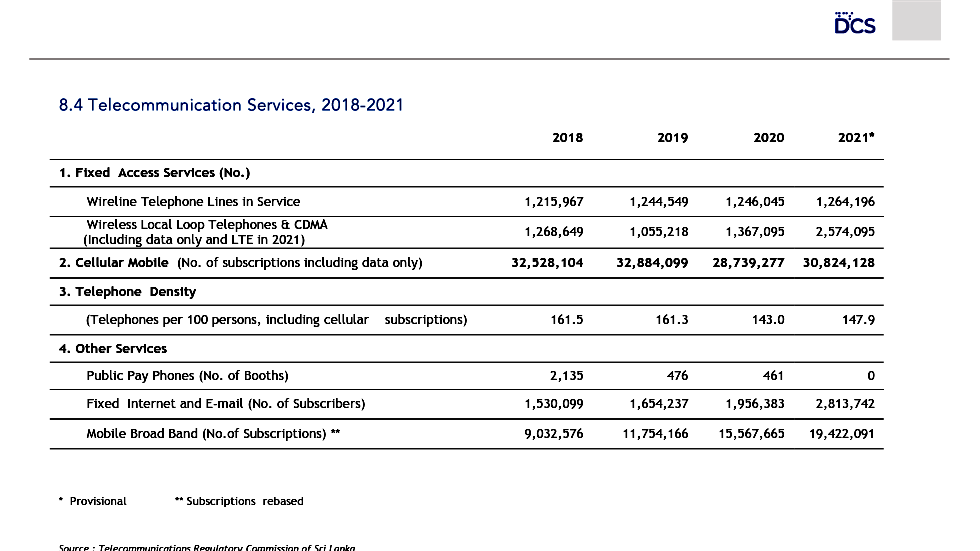 DCS
8.4 Telecommunication Services, 2018-2021
2018 2019 2020 2021*
1. Fixed Access Services (No.)
Wireline Telephone Lines in Service 1,215,967 1,244,549 1,246,045 1,264,196
Wireless Local Loop Telephones & CDMA
(Including data only and LTE in 2021) 1,268,649 1,055,218 1,367,095 2,574,095
2. Cellular Mobile (No. of subscriptions including data only) 32,528,104 32,884,099 28,739,277 30,824,128
3. Telephone Density
(Telephones per 100 persons, including cellular subscriptions) 161.5 161.3 143.0 147.9
4. Other Services
Public Pay Phones (No. of Booths) 2,135 476 461 0
Fixed Internet and E-mail (No. of Subscribers) 1,530,099 1,654,237 1,956,383 2,813,742
Mobile Broad Band (No.of Subscriptions) ** 9,032,576 11,754,166 15,567,665 19,422,091
* Provisional ** Subscriptions rebased
Source : Telecommunications Regulatory Commission of Sri Lanka